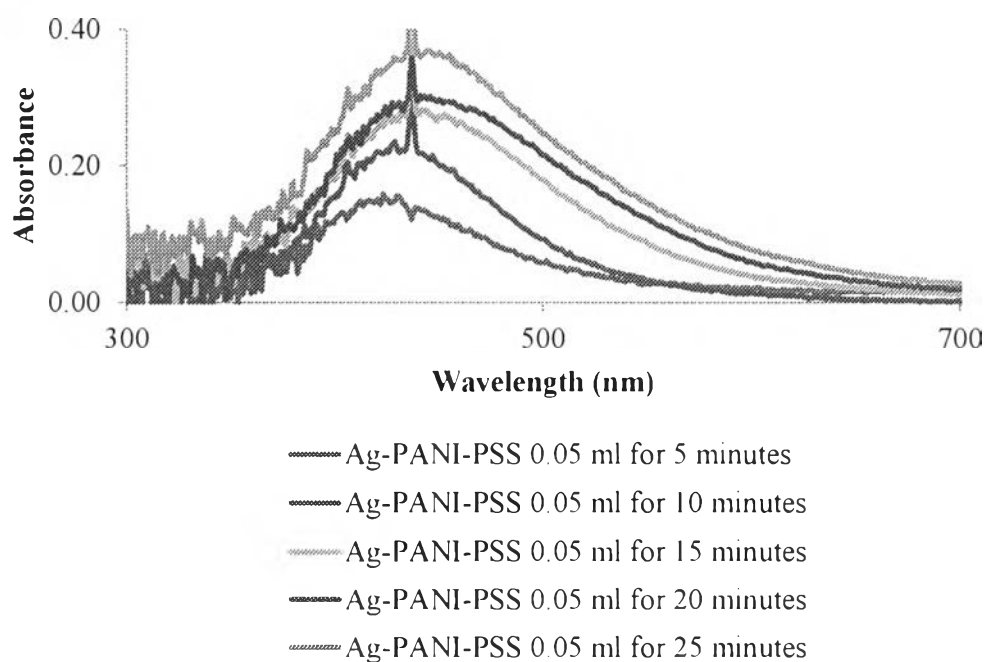 0.40
0.20
0.00
Absorbance
300 500 700
Wavelength (nm)
Ag-PANI-PSS 0.05 ml for 5 minutes
Ag-PANI-PSS 0.05 ml for 10 minutes
Ag-PANI-PSS 0.05 ml for 15 minutes
Ag-PANI-PSS 0.05 ml for 20 minutes
Ag-PANI-PSS 0.05 ml for 25 minutes